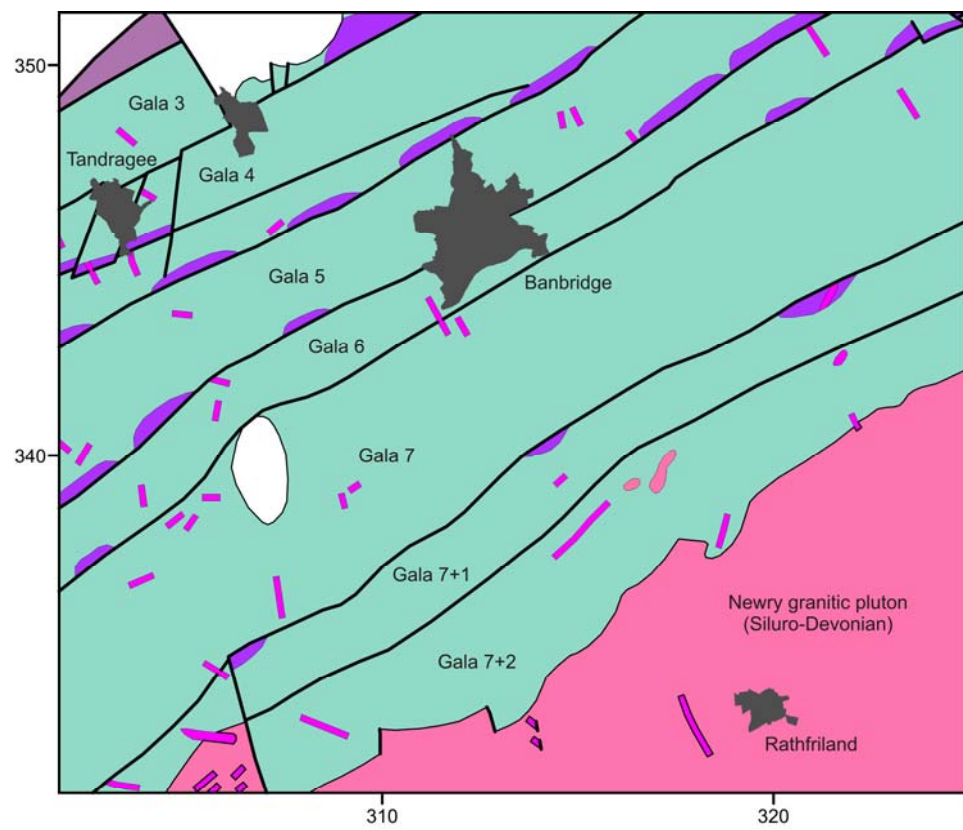 350
Gala 3
Tandragee
Gala 4
Gala 5
Banbridge
Gala 6
340
Gala 7
Gala 7+1
Newry granitic pluton
(Siluro-Devonian)
Gala 7+2
Rathfriland
310
320